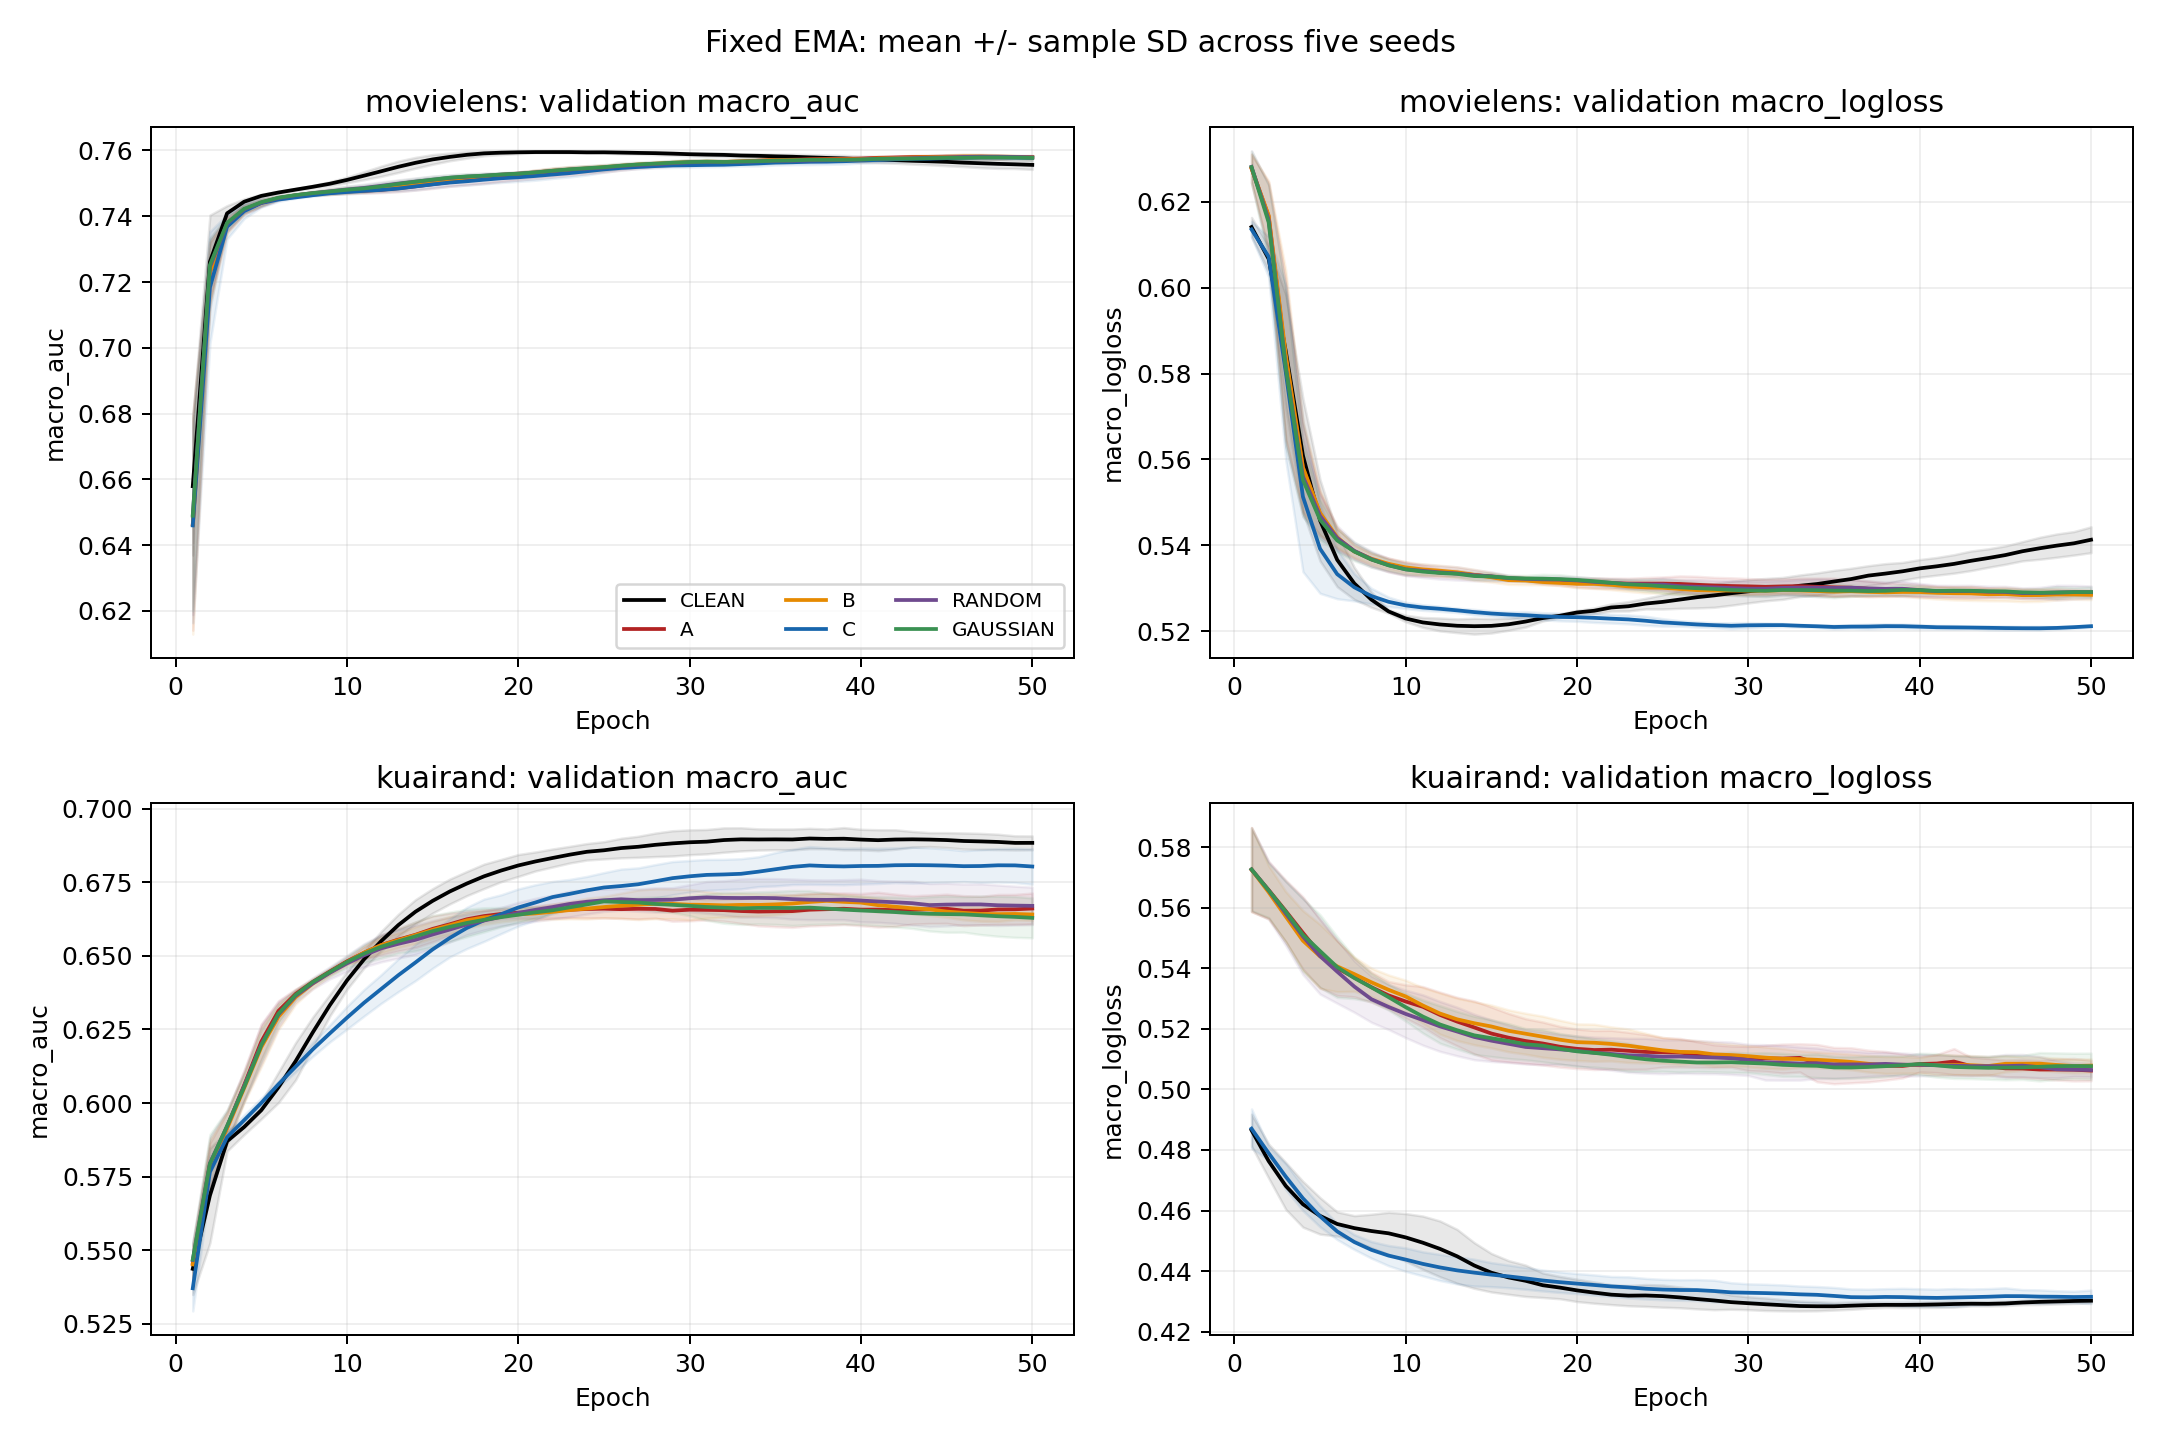 Fixed EMA: mean +/- sample SD across five seeds
movielens: validation macro_auc
macro_auc
0.76
0.74
0.72
0.70
0.68
0.66
0.64
0.62
CLEAN
A
B
C
RANDOM
GAUSSIAN
0 10 20 30 40 50
Epoch
movielens: validation macro_logloss
macro_logloss
0.62
0.60
0.58
0.56
0.54
0.52
0 10 20 30 40 50
Epoch
kuairand: validation macro_auc
macro_auc
0.700
0.675
0.650
0.625
0.600
0.575
0.550
0.525
0 10 20 30 40 50
Epoch
kuairand: validation macro_logloss
macro_logloss
0.58
0.56
0.54
0.52
0.50
0.48
0.46
0.44
0.42
0 10 20 30 40 50
Epoch